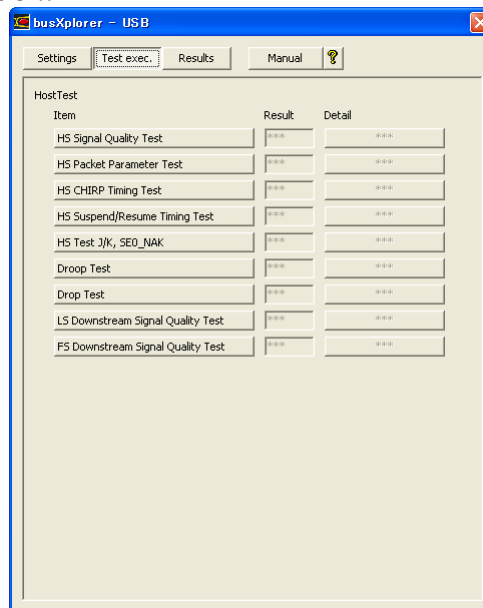 busXplorer - USB
Settings Test exec. Results Manual ?
HostTest
Item Result Detail
HS Signal Quality Test *** ***
HS Packet Parameter Test *** ***
HS CHIRP Timing Test *** ***
HS Suspend/Resume Timing Test *** ***
HS Test J/K, SE0_NAK *** ***
Droop Test *** ***
Drop Test *** ***
LS Downstream Signal Quality Test *** ***
FS Downstream Signal Quality Test *** ***